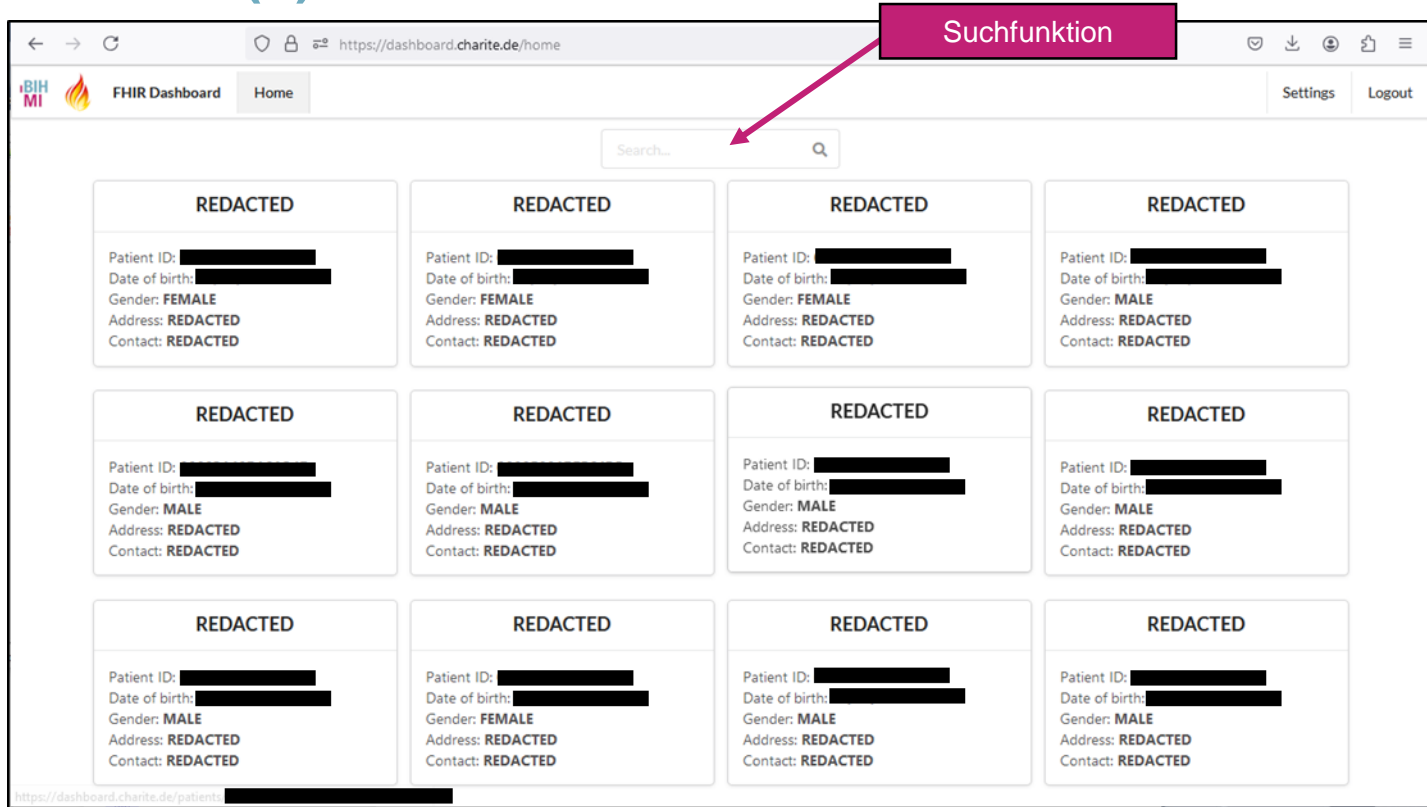 Suchfunktion
https://dashboard.charite.de/home
BIH
MI
FHIR Dashboard Home Settings Logout
Search...
REDACTED REDACTED REDACTED REDACTED
Patient ID: Patient ID: Patient ID: Patient ID:
Date of birth: Date of birth: Date of birth: Date of birth:
Gender: FEMALE Gender: FEMALE Gender: FEMALE Gender: MALE
Address: REDACTED Address: REDACTED Address: REDACTED Address: REDACTED
Contact: REDACTED Contact: REDACTED Contact: REDACTED Contact: REDACTED
REDACTED REDACTED REDACTED REDACTED
Patient ID: Patient ID: Patient ID: Patient ID:
Date of birth: Date of birth: Date of birth: Date of birth:
Gender: MALE Gender: MALE Gender: MALE Gender: MALE
Address: REDACTED Address: REDACTED Address: REDACTED Address: REDACTED
Contact: REDACTED Contact: REDACTED Contact: REDACTED Contact: REDACTED
REDACTED REDACTED REDACTED REDACTED
Patient ID: Patient ID: Patient ID: Patient ID:
Date of birth: Date of birth: Date of birth: Date of birth:
Gender: MALE Gender: FEMALE Gender: MALE Gender: MALE
Address: REDACTED Address: REDACTED Address: REDACTED Address: REDACTED
Contact: REDACTED Contact: REDACTED Contact: REDACTED Contact: REDACTED
https://dashboard.charite.de/patients/